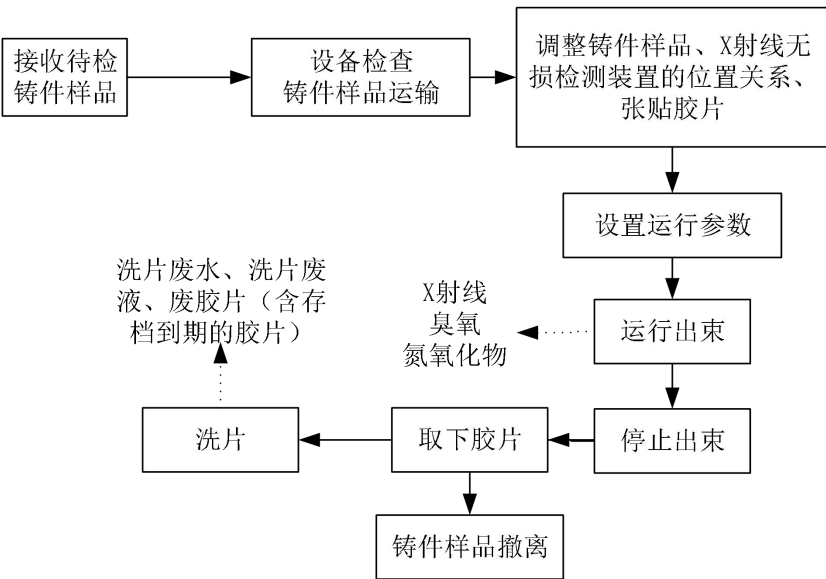 接收待检
铸件样品
设备检查
铸件样品运输
调整铸件样品、X射线无
损检测装置的位置关系、
张贴胶片
设置运行参数
运行出束
X射线
臭氧
氮氧化物
停止出束
取下胶片
洗片
洗片废水、洗片废
液、废胶片（含存
档到期的胶片）
铸件样品撤离